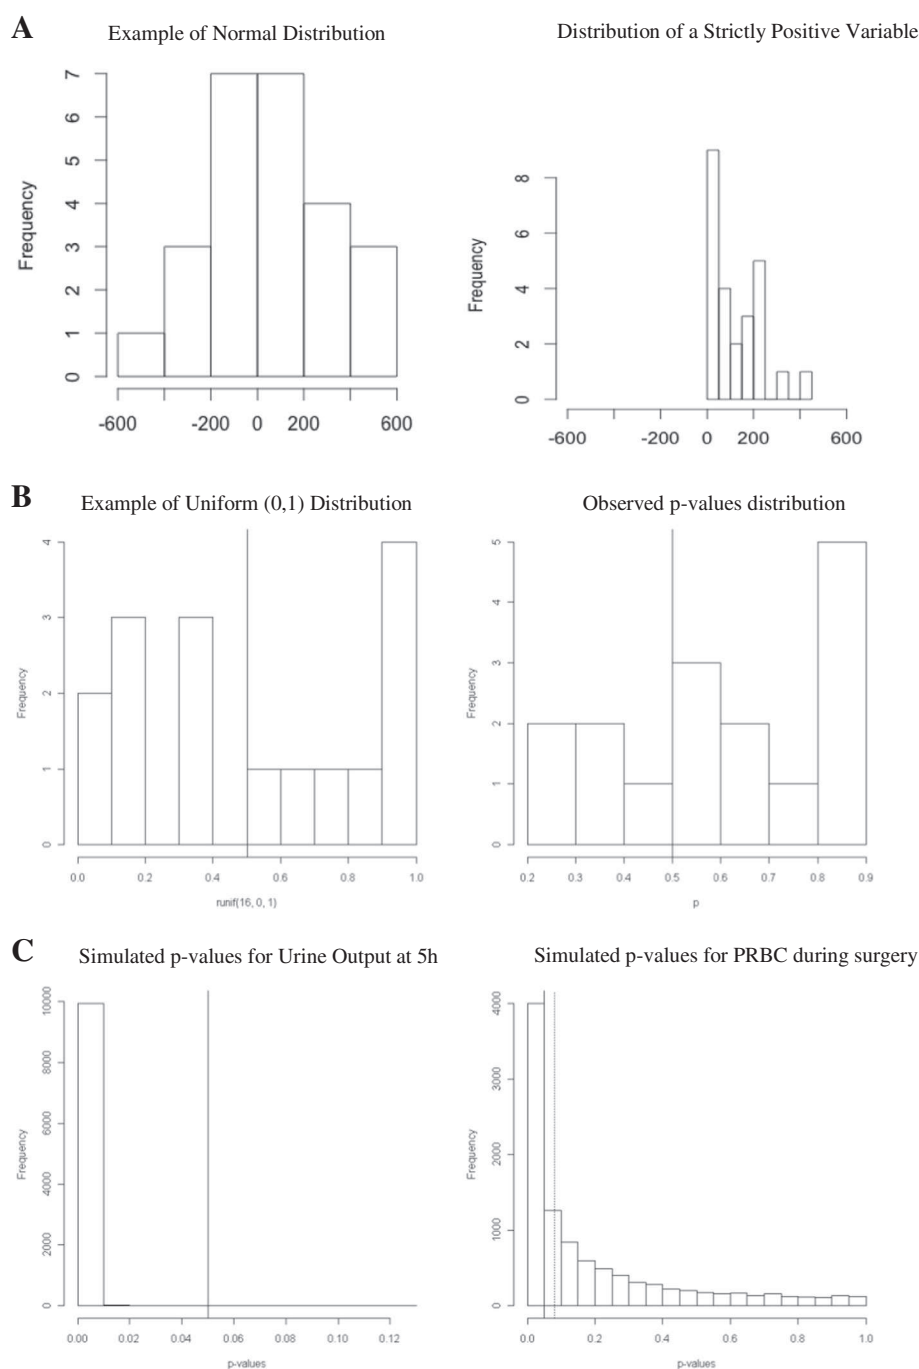 A
Example of Normal Distribution
Distribution of a Strictly Positive Variable
Frequency
0 1 2 3 4 5 6 7
-600 -200 0 200 600
Frequency
0 2 4 6 8
-600 -200 0 200 600
B
Example of Uniform (0,1) Distribution
Observed p-values distribution
Frequency
0 1 2 3 4
0.0 0.2 0.4 0.6 0.8 1.0
runif(16, 0, 1)
Frequency
0 1 2 3 4 5
0.2 0.3 0.4 0.5 0.6 0.7 0.8 0.9
p
C
Simulated p-values for Urine Output at 5h
Simulated p-values for PRBC during surgery
Frequency
0 2000 4000 6000 8000 10000
0.00 0.02 0.04 0.06 0.08 0.10 0.12
p-values
Frequency
0 1000 2000 3000 4000
0.0 0.2 0.4 0.6 0.8 1.0
p-values